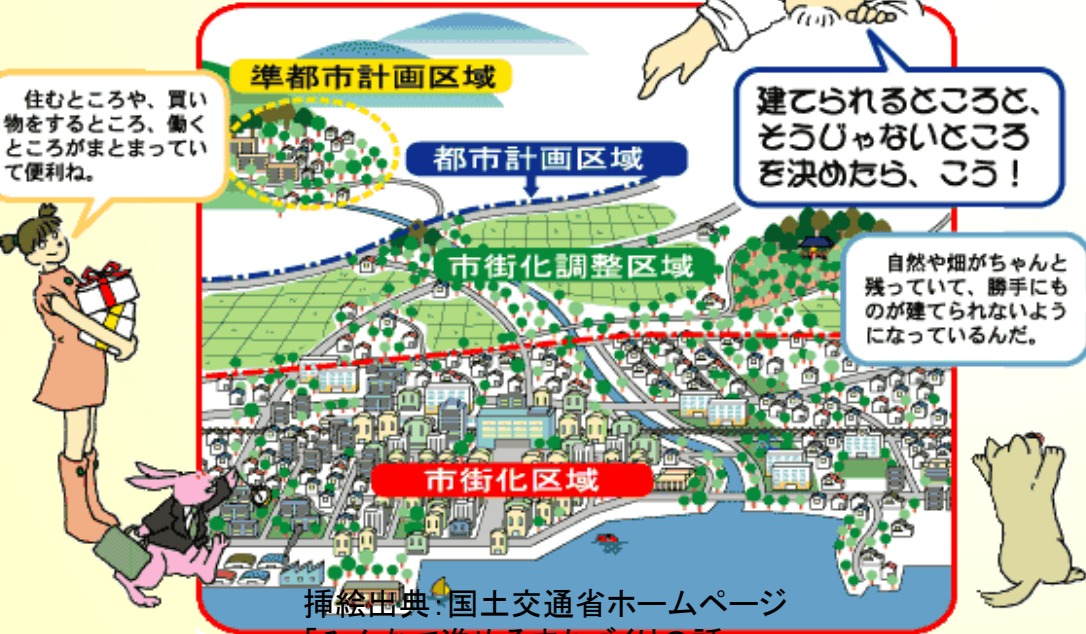 準都市計画区域
住むところや、買い
物をするところ、働く
ところがまとまってい
て便利ね。
都市計画区域
建てられるところと、
そうじゃないところ
を決めたら、こう！
市街化調整区域
自然や畑がちゃんと
残っていて、勝手にも
のが建てられないよう
になっているんだ。
市街化区域
挿絵出典：国土交通省ホームページ